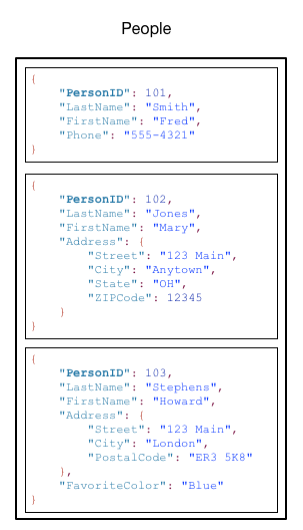 People
{
    "PersonID": 101,
    "LastName": "Smith",
    "FirstName": "Fred",
    "Phone": "555-4321"
}
{
    "PersonID": 102,
    "LastName": "Jones",
    "FirstName": "Mary",
    "Address": {
        "Street": "123 Main",
        "City": "Anytown",
        "State": "OH",
        "ZIPCode": 12345
    }
}
{
    "PersonID": 103,
    "LastName": "Stephens",
    "FirstName": "Howard",
    "Address": {
        "Street": "123 Main",
        "City": "London",
        "PostalCode": "ER3 5K8"
    },
    "FavoriteColor": "Blue"
}